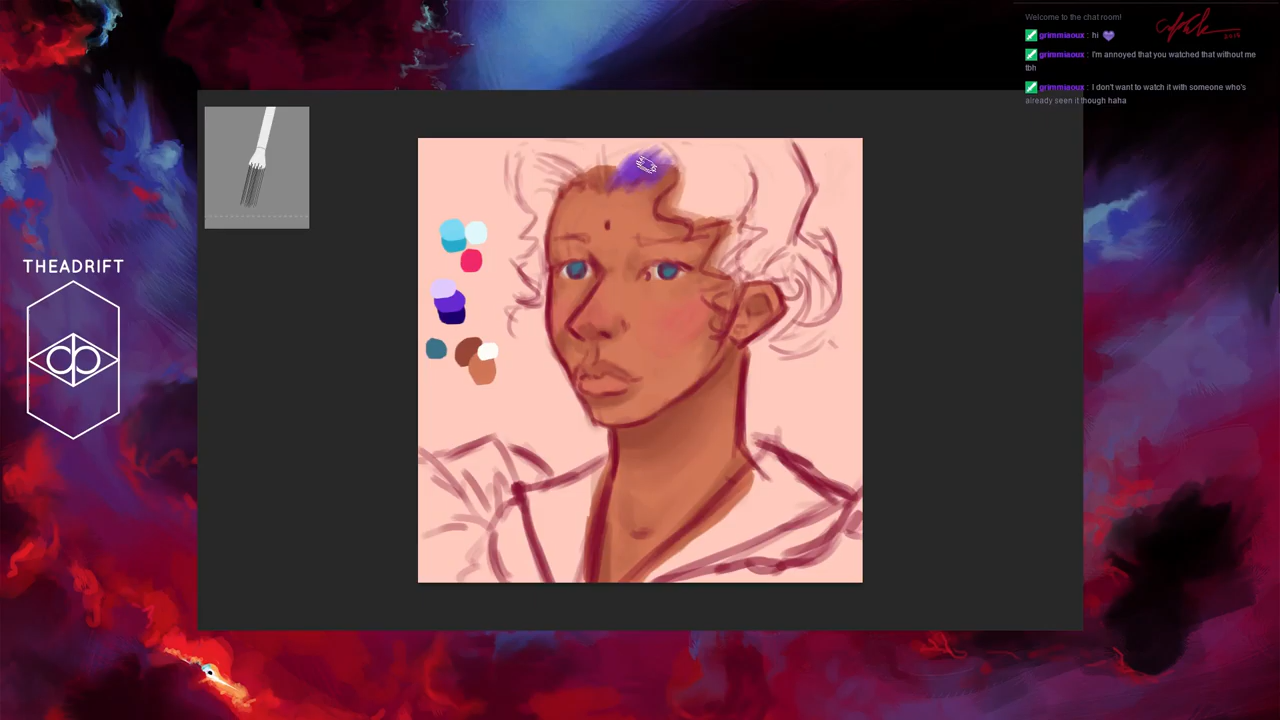 Welcome to the chat room!
grimmiaoux : hi
grimmiaoux : I'm annoyed that you watched that without me
tbh
grimmiaoux : I don't want to watch it with someone who's
already seen it though haha
THEADRIFT